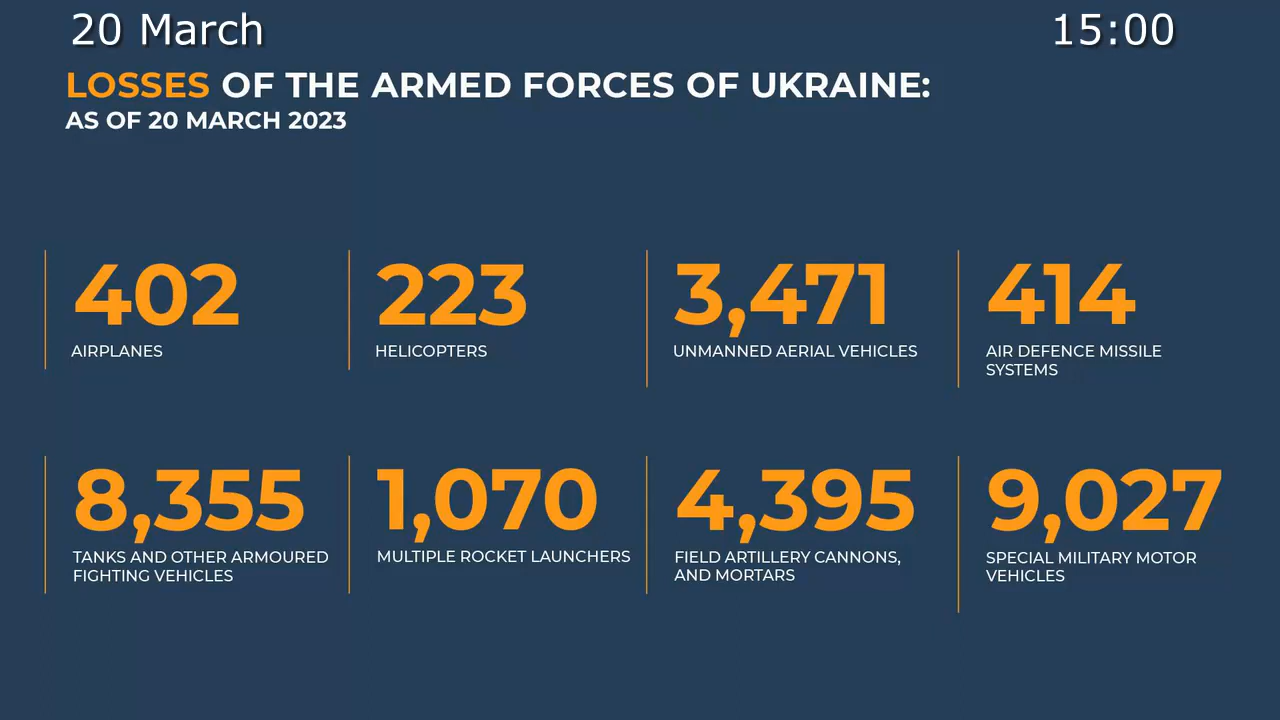 20 March 15:00
LOSSES OF THE ARMED FORCES OF UKRAINE:
AS OF 20 MARCH 2023
402
AIRPLANES
223
HELICOPTERS
3,471
UNMANNED AERIAL VEHICLES
414
AIR DEFENCE MISSILE
SYSTEMS
8,355
TANKS AND OTHER ARMOURED
FIGHTING VEHICLES
1,070
MULTIPLE ROCKET LAUNCHERS
4,395
FIELD ARTILLERY CANNONS,
AND MORTARS
9,027
SPECIAL MILITARY MOTOR
VEHICLES